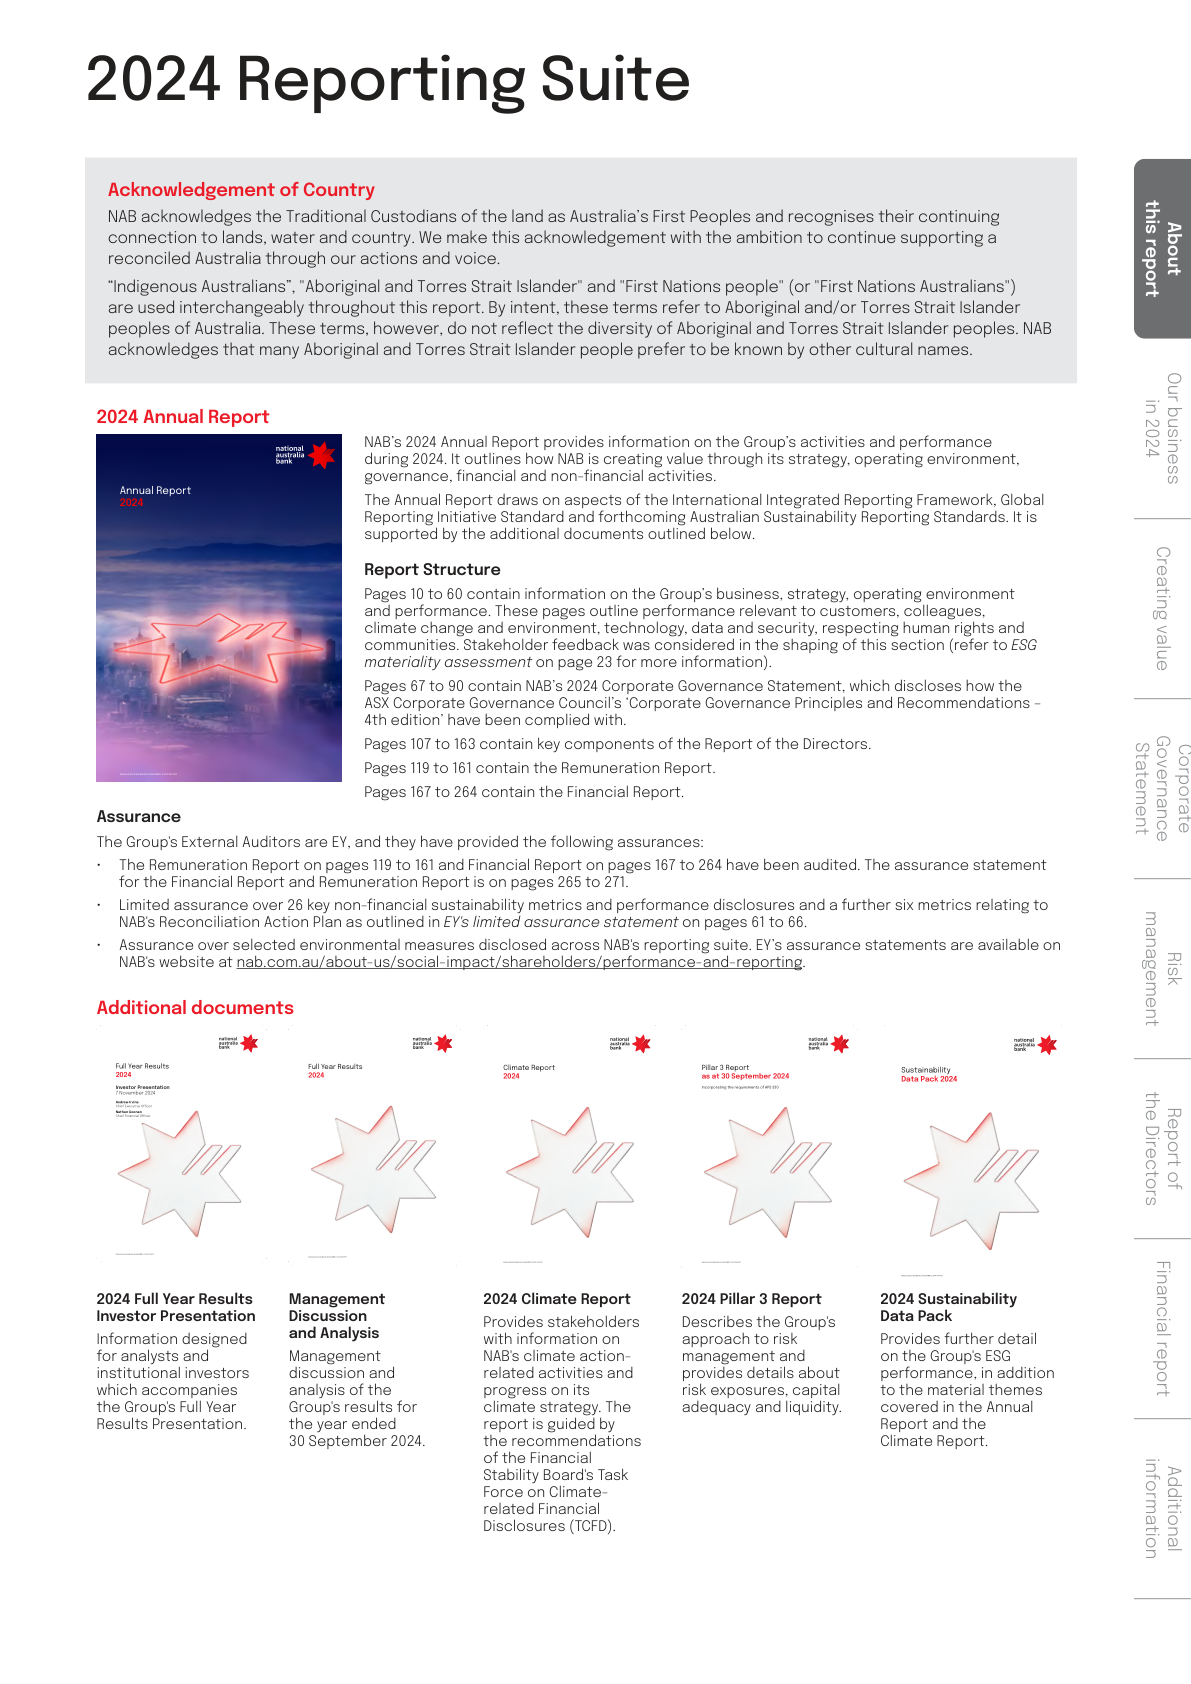 2024 Reporting Suite
Acknowledgement of Country
NAB acknowledges the Traditional Custodians of the land as Australia's First Peoples and recognises their continuing
connection to lands, water and country. We make this acknowledgement with the ambition to continue supporting a
reconciled Australia through our actions and voice.
“Indigenous Australians”, "Aboriginal and Torres Strait Islander" and "First Nations people" (or "First Nations Australians")
are used interchangeably throughout this report. By intent, these terms refer to Aboriginal and/or Torres Strait Islander
peoples of Australia. These terms, however, do not reflect the diversity of Aboriginal and Torres Strait Islander peoples. NAB
acknowledges that many Aboriginal and Torres Strait Islander people prefer to be known by other cultural names.
2024 Annual Report
national
australia
bank
Annual Report
2024
NAB's 2024 Annual Report provides information on the Group's activities and performance
during 2024. It outlines how NAB is creating value through its strategy, operating environment,
governance, financial and non-financial activities.
The Annual Report draws on aspects of the International Integrated Reporting Framework, Global
Reporting Initiative Standard and forthcoming Australian Sustainability Reporting Standards. It is
supported by the additional documents outlined below.
Report Structure
Pages 10 to 60 contain information on the Group's business, strategy, operating environment
and performance. These pages outline performance relevant to customers, colleagues,
climate change and environment, technology, data and security, respecting human rights and
communities. Stakeholder feedback was considered in the shaping of this section (refer to ESG
materiality assessment on page 23 for more information).
Pages 67 to 90 contain NAB's 2024 Corporate Governance Statement, which discloses how the
ASX Corporate Governance Council's ‘Corporate Governance Principles and Recommendations –
4th edition’ have been complied with.
Pages 107 to 163 contain key components of the Report of the Directors.
Pages 119 to 161 contain the Remuneration Report.
Pages 167 to 264 contain the Financial Report.
Assurance
The Group's External Auditors are EY, and they have provided the following assurances:
• The Remuneration Report on pages 119 to 161 and Financial Report on pages 167 to 264 have been audited. The assurance statement
for the Financial Report and Remuneration Report is on pages 265 to 271.
• Limited assurance over 26 key non-financial sustainability metrics and performance disclosures and a further six metrics relating to
NAB's Reconciliation Action Plan as outlined in EY's limited assurance statement on pages 61 to 66.
• Assurance over selected environmental measures disclosed across NAB's reporting suite. EY's assurance statements are available on
NAB's website at nab.com.au/about-us/social-impact/shareholders/performance-and-reporting.
Additional documents
national
australia
bank
Full Year Results
2024
Investor Presentation
7 November 2024
national
australia
bank
Full Year Results
2024
national
australia
bank
Climate Report
2024
national
australia
bank
Pillar 3 Report
as at 30 September 2024
Incorporating the requirements of APS 330
national
australia
bank
Sustainability
Data Pack 2024
2024 Full Year Results
Investor Presentation
Information designed
for analysts and
institutional investors
which accompanies
the Group's Full Year
Results Presentation.
Management
Discussion
and Analysis
Management
discussion and
analysis of the
Group's results for
the year ended
30 September 2024.
2024 Climate Report
Provides stakeholders
with information on
NAB's climate action-
related activities and
progress on its
climate strategy. The
report is guided by
the recommendations
of the Financial
Stability Board's Task
Force on Climate-
related Financial
Disclosures (TCFD).
2024 Pillar 3 Report
Describes the Group's
approach to risk
management and
provides details about
risk exposures, capital
adequacy and liquidity.
2024 Sustainability
Data Pack
Provides further detail
on the Group's ESG
performance, in addition
to the material themes
covered in the Annual
Report and the
Climate Report.
About
this report
Our business
in 2024
Creating value
Corporate
Governance
Statement
Risk
management
Report of
the Directors
Financial report
Additional
information